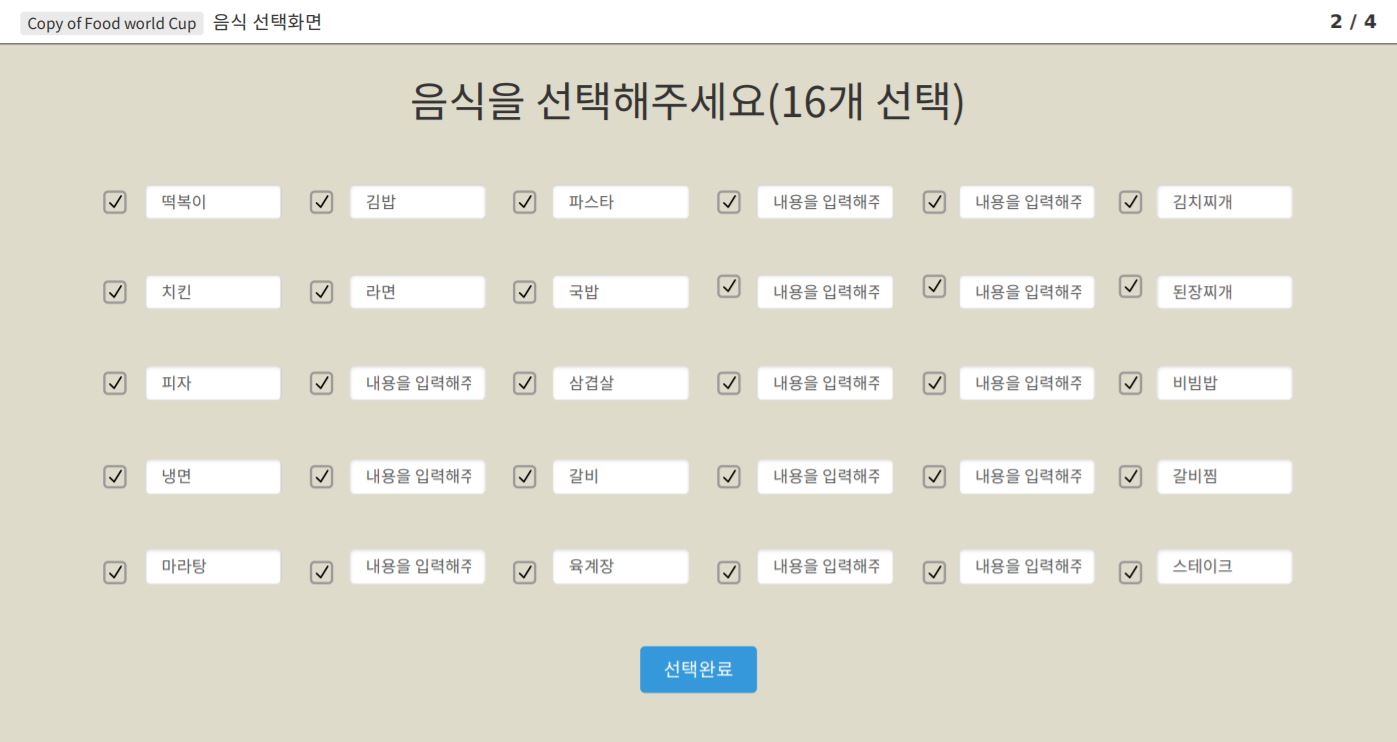 Copy of Food world Cup 음식 선택화면 2 / 4
음식을 선택해주세요(16개 선택)
떡볶이 김밥 파스타 내용을 입력해주 내용을 입력해주 김치찌개
치킨 라면 국밥 내용을 입력해주 내용을 입력해주 된장찌개
피자 내용을 입력해주 삼겹살 내용을 입력해주 내용을 입력해주 비빔밥
냉면 내용을 입력해주 갈비 내용을 입력해주 내용을 입력해주 갈비찜
마라탕 내용을 입력해주 육계장 내용을 입력해주 내용을 입력해주 스테이크
선택완료